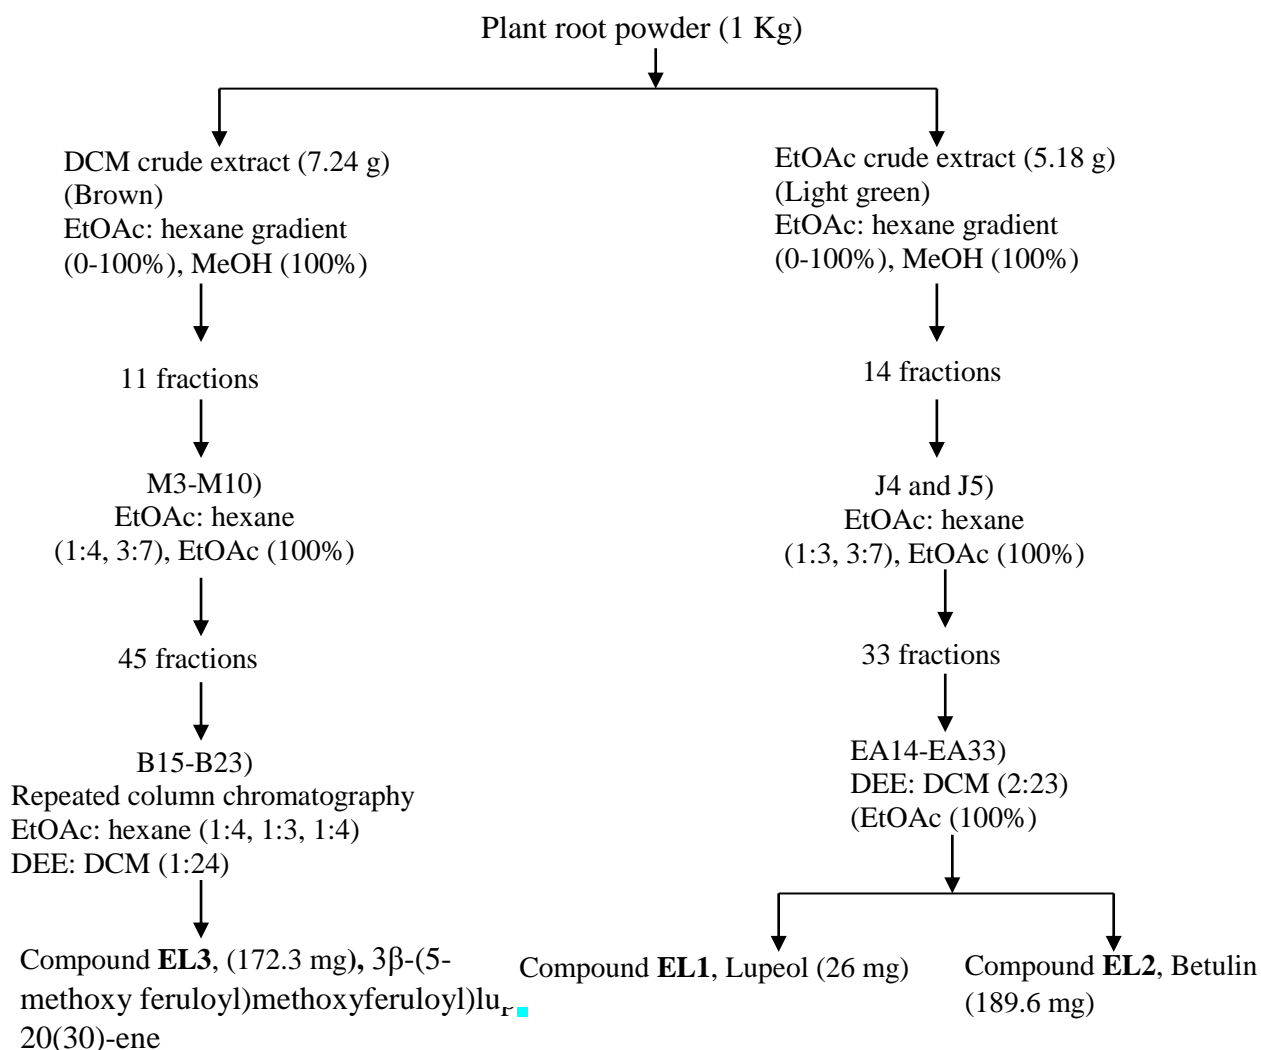 Plant root powder (1 Kg)
DCM crude extract (7.24 g)
(Brown)
EtOAc: hexane gradient
(0-100%), MeOH (100%)
11 fractions
M3-M10)
EtOAc: hexane
(1:4, 3:7), EtOAc (100%)
45 fractions
B15-B23)
Repeated column chromatography
EtOAc: hexane (1:4, 1:3, 1:4)
DEE: DCM (1:24)
Compound EL3, (172.3 mg), 3β-(5-
methoxy feruloyl)methoxyferuloyl)lu
20(30)-ene
EtOAc crude extract (5.18 g)
(Light green)
EtOAc: hexane gradient
(0-100%), MeOH (100%)
14 fractions
J4 and J5)
EtOAc: hexane
(1:3, 3:7), EtOAc (100%)
33 fractions
EA14-EA33)
DEE: DCM (2:23)
(EtOAc (100%)
Compound EL1, Lupeol (26 mg)
Compound EL2, Betulin
(189.6 mg)